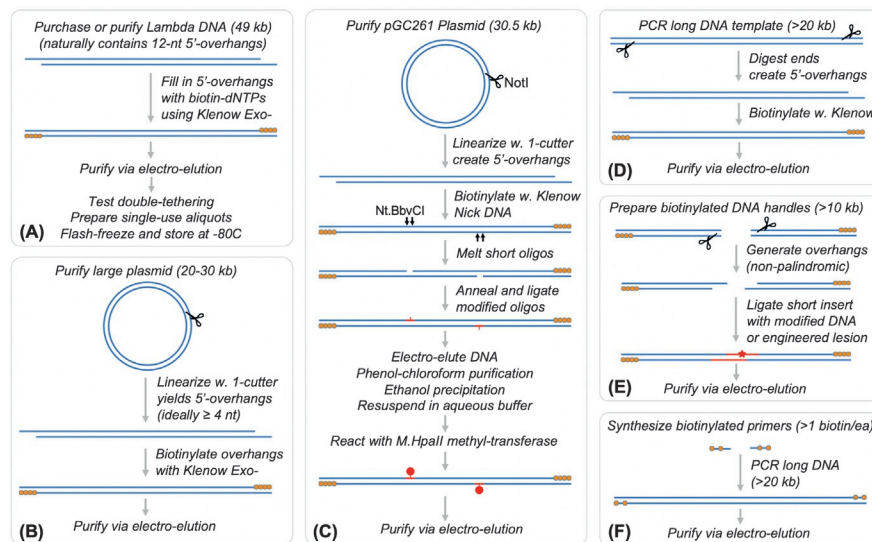 Purchase or purify Lambda DNA (49 kb)
(naturally contains 12-nt 5'-overhangs)
Fill in 5'-overhangs
with biotin-dNTPs
using Klenow Exo-
Purify via electro-elution
Test double-tethering
Prepare single-use aliquots
Flash-freeze and store at -80C
(A)
Purify large plasmid (20-30 kb)
Linearize w. 1-cutter
yields 5'-overhangs
(ideally ≥ 4 nt)
Biotinylate overhangs
with Klenow Exo-
Purify via electro-elution
(B)
Purify pGC261 Plasmid (30.5 kb)
NotI
Linearize w. 1-cutter
create 5'-overhangs
Biotinylate w. Klenow
Nick DNA
Nt.BbvCI
Melt short oligos
Anneal and ligate
modified oligos
Electro-elute DNA
Phenol-chloroform purification
Ethanol precipitation
Resuspend in aqueous buffer
React with M.HpaII methyl-transferase
Purify via electro-elution
(C)
PCR long DNA template (>20 kb)
Digest ends
create 5'-overhangs
Biotinylate w. Klenow
Purify via electro-elution
(D)
Prepare biotinylated DNA handles (>10 kb)
Generate overhangs
(non-palindromic)
Ligate short insert
with modified DNA
or engineered lesion
Purify via electro-elution
(E)
Synthesize biotinylated primers (>1 biotin/ea)
PCR long DNA
(>20 kb)
Purify via electro-elution
(F)